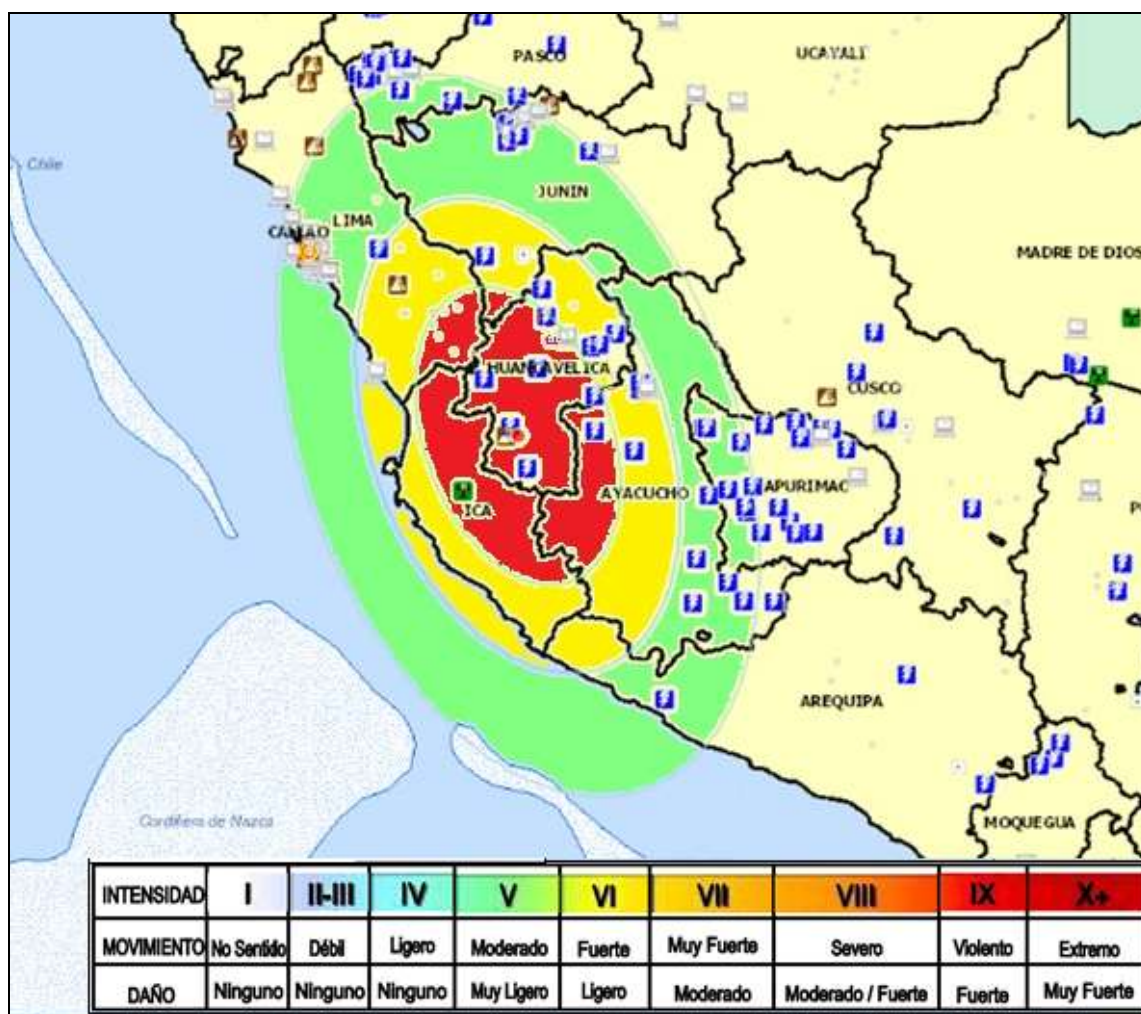 PASCO
UCAYALI
Chile
JUNIN
LIMA
CALLAO
MADRE DE DIOS
HUANCAVELICA
CUSCO
AYACUCHO
APURIMAC
ICA
AREQUIPA
Cordillera de Nazca
MOQUEGUA
INTENSIDAD I II-III IV V VI VII VIII IX X+
MOVIMIENTO No Sentido Débil Ligero Moderado Fuerte Muy Fuerte Severo Violento Extremo
DAÑO Ninguno Ninguno Ninguno Muy Ligero Ligero Moderado Moderado / Fuerte Fuerte Muy Fuerte